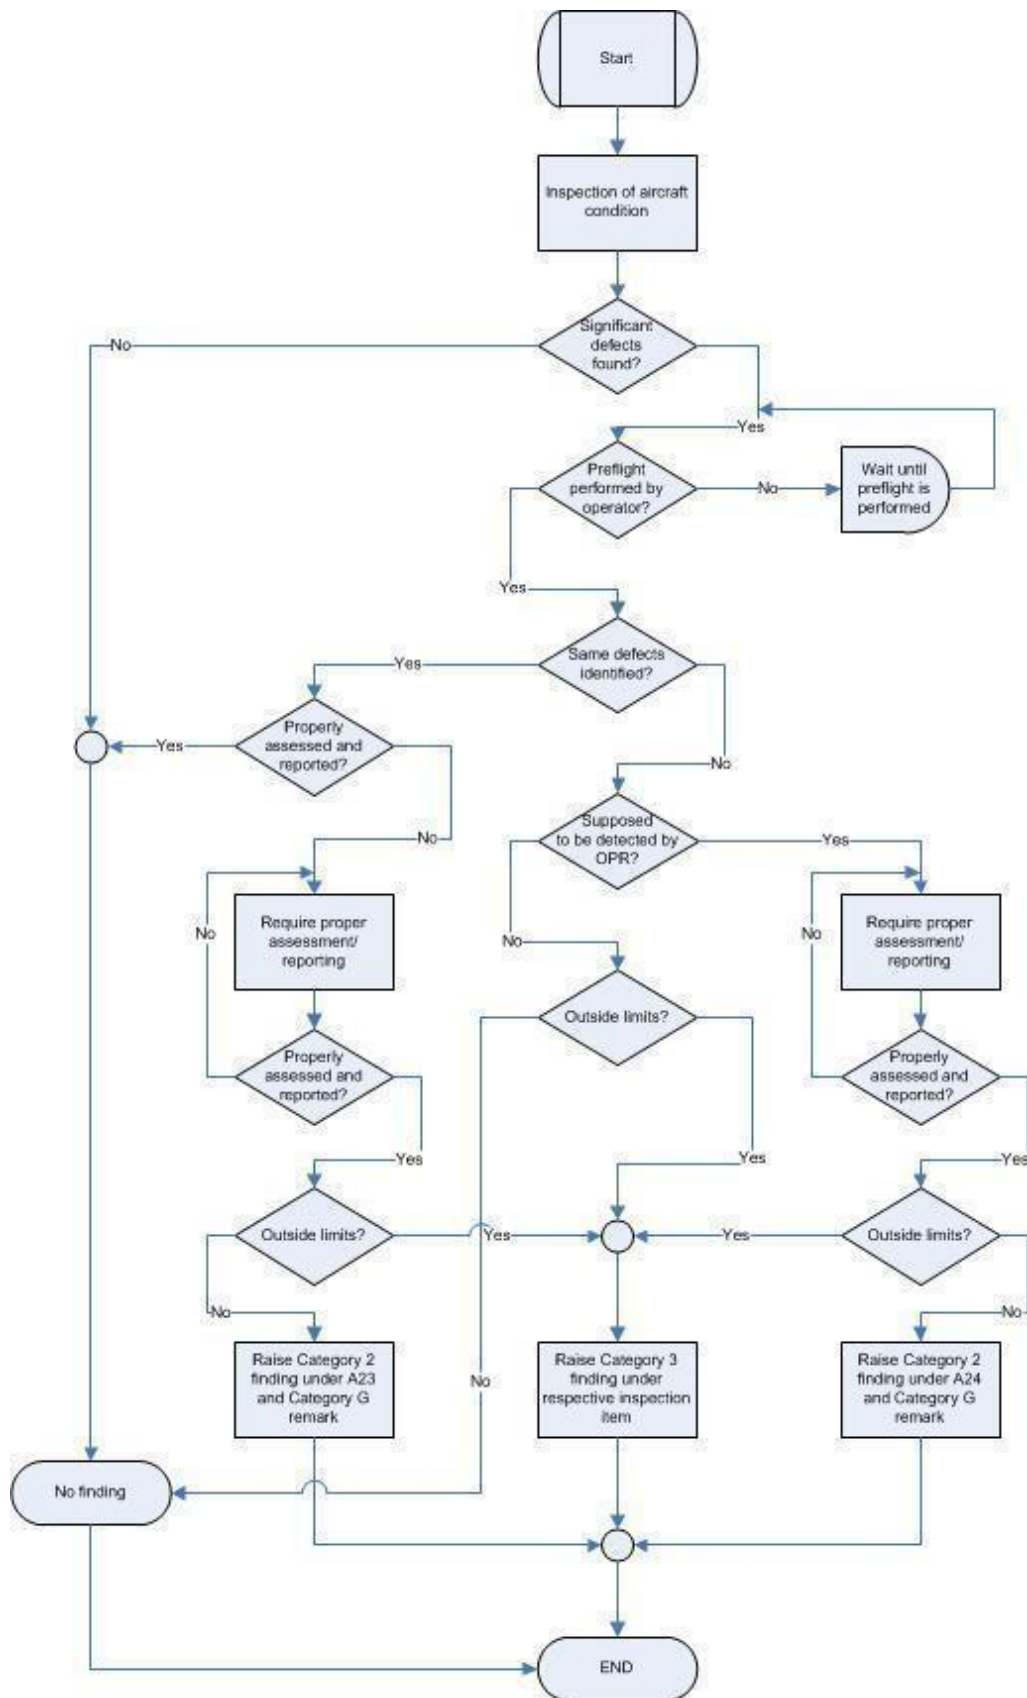 Start
Inspection of aircraft
condition
Significant
defects
found?
No
Yes
Preflight
performed by
operator?
No
Wait until
preflight is
performed
Yes
Same defects
identified?
Yes
No
Properly
assessed and
reported?
Yes
No
Supposed
to be detected by
OPR?
Yes
No
Require proper
assessment/
reporting
No
Require proper
assessment/
reporting
No
Outside limits?
Yes
No
Properly
assessed and
reported?
Yes
Properly
assessed and
reported?
Yes
Outside limits?
Yes
No
Outside limits?
Yes
No
Raise Category 2
finding under A23
and Category G
remark
Raise Category 3
finding under
respective inspection
item
Raise Category 2
finding under A24
and Category G
remark
No finding
END